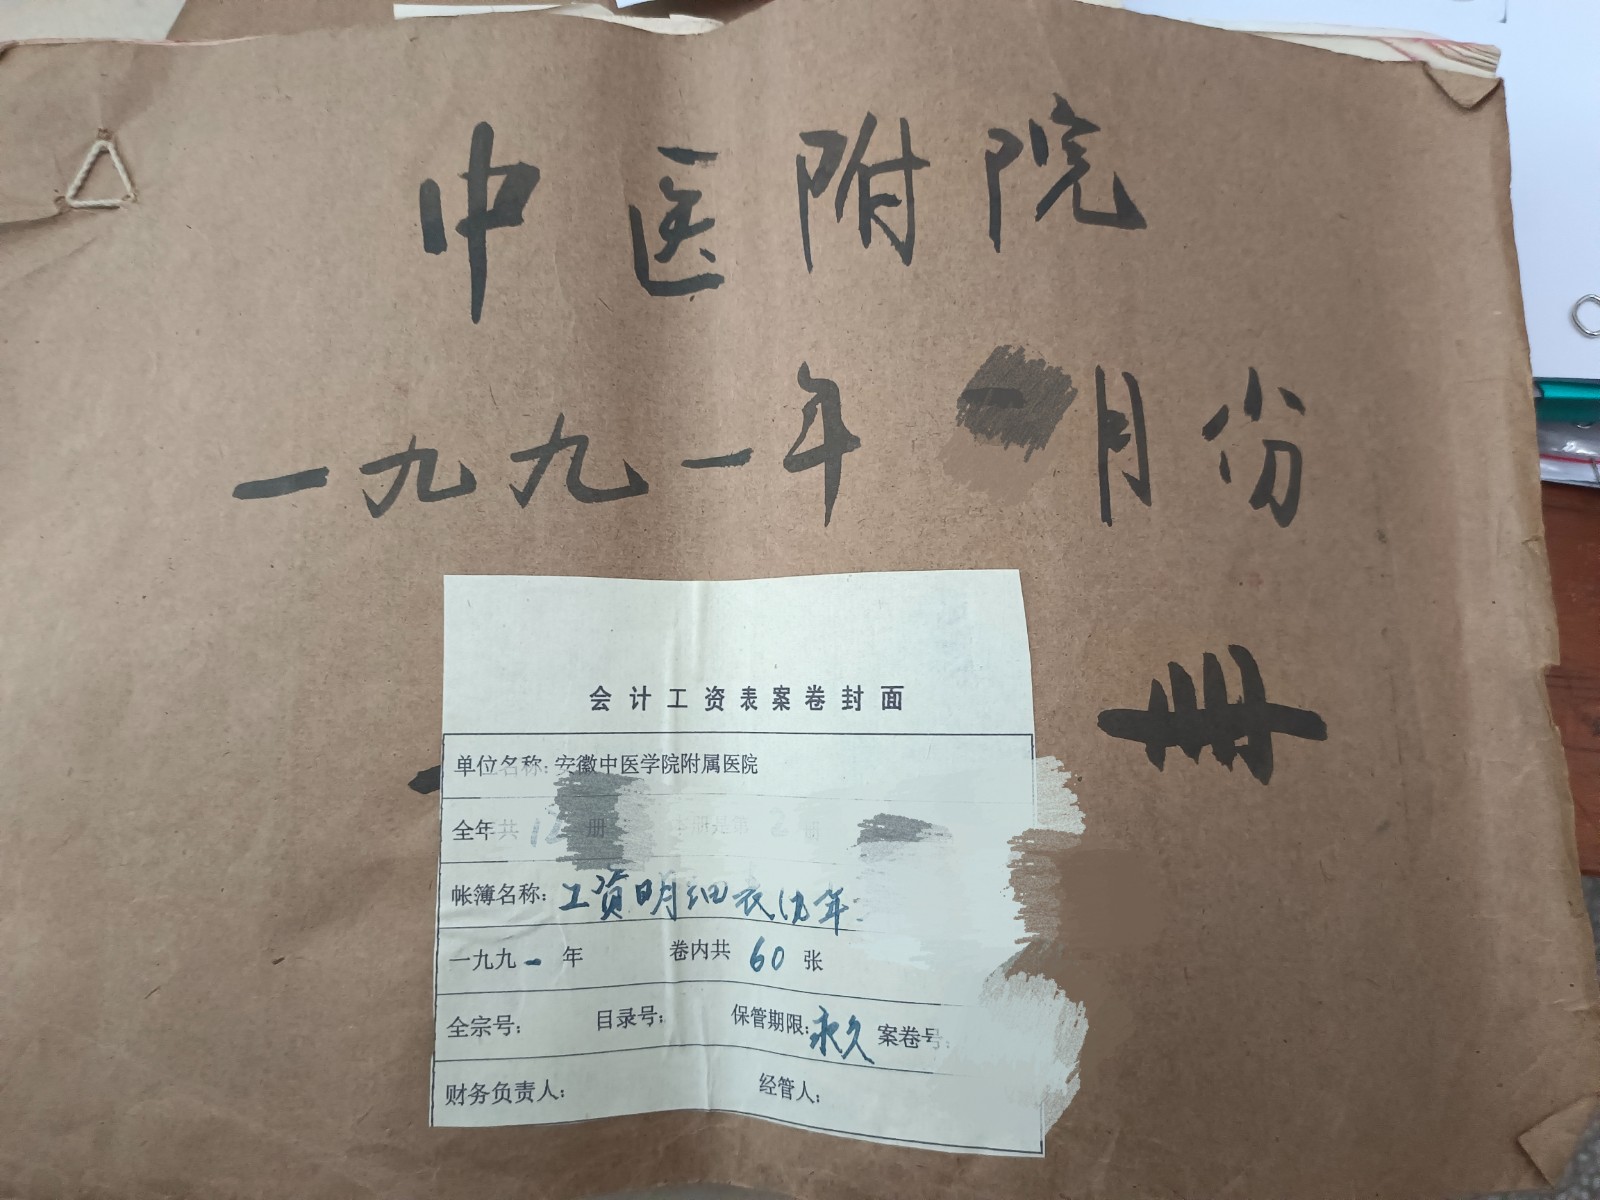 中医附院
一九九一年 月份
册
会计工资表案卷封面
单位名称:安徽中医学院附属医院
全年共12册 本册是第 册
帐簿名称:工资明细表
一九九一年 卷内共60张
全宗号: 目录号: 保管期限:永久 案卷号:
财务负责人: 经管人: